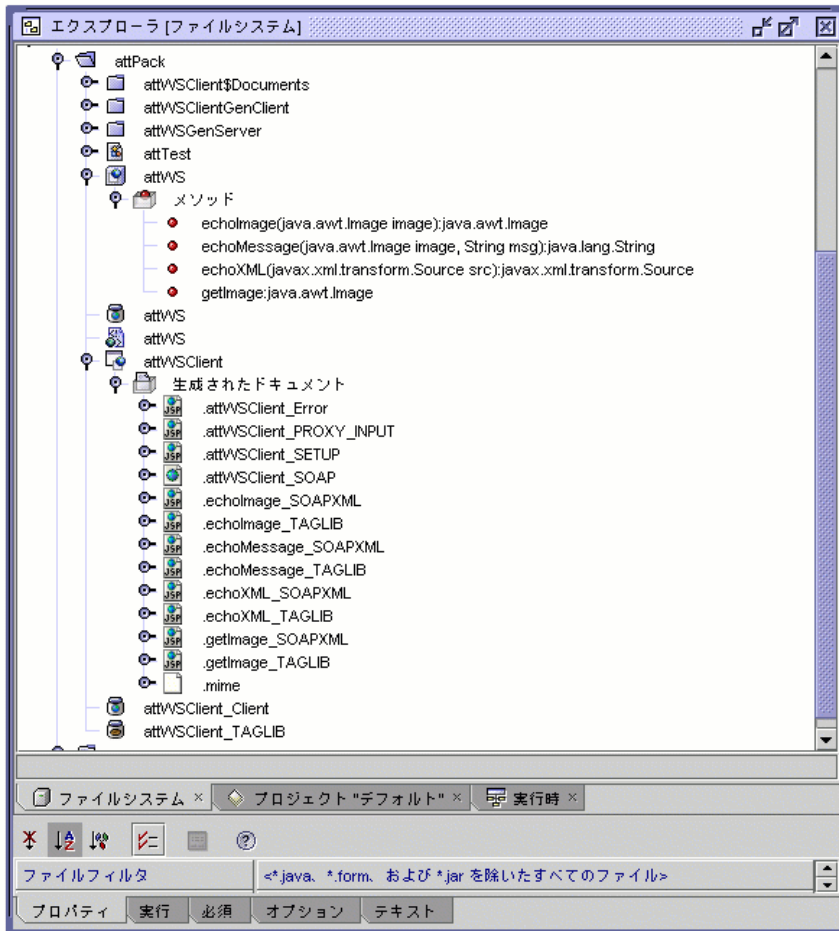 エクスプローラ [ファイルシステム]
attPack
attWSClient$Documents
attWSClientGenClient
attWSGenServer
attTest
attWS
メソッド
echoImage(java.awt.Image image):java.awt.Image
echoMessage(java.awt.Image image, String msg):java.lang.String
echoXML(javax.xml.transform.Source src):javax.xml.transform.Source
getImage:java.awt.Image
attWS
attWS
attWSClient
生成されたドキュメント
.attWSClient_Error
.attWSClient_PROXY_INPUT
.attWSClient_SETUP
.attWSClient_SOAP
.echoImage_SOAPXML
.echoImage_TAGLIB
.echoMessage_SOAPXML
.echoMessage_TAGLIB
.echoXML_SOAPXML
.echoXML_TAGLIB
.getImage_SOAPXML
.getImage_TAGLIB
.mime
attWSClient_Client
attWSClient_TAGLIB
ファイルシステム × プロジェクト "デフォルト" × 実行時 ×
ファイルフィルタ <*.java、*.form、および *.jar を除いたすべてのファイル>
プロパティ 実行 必須 オプション テキスト